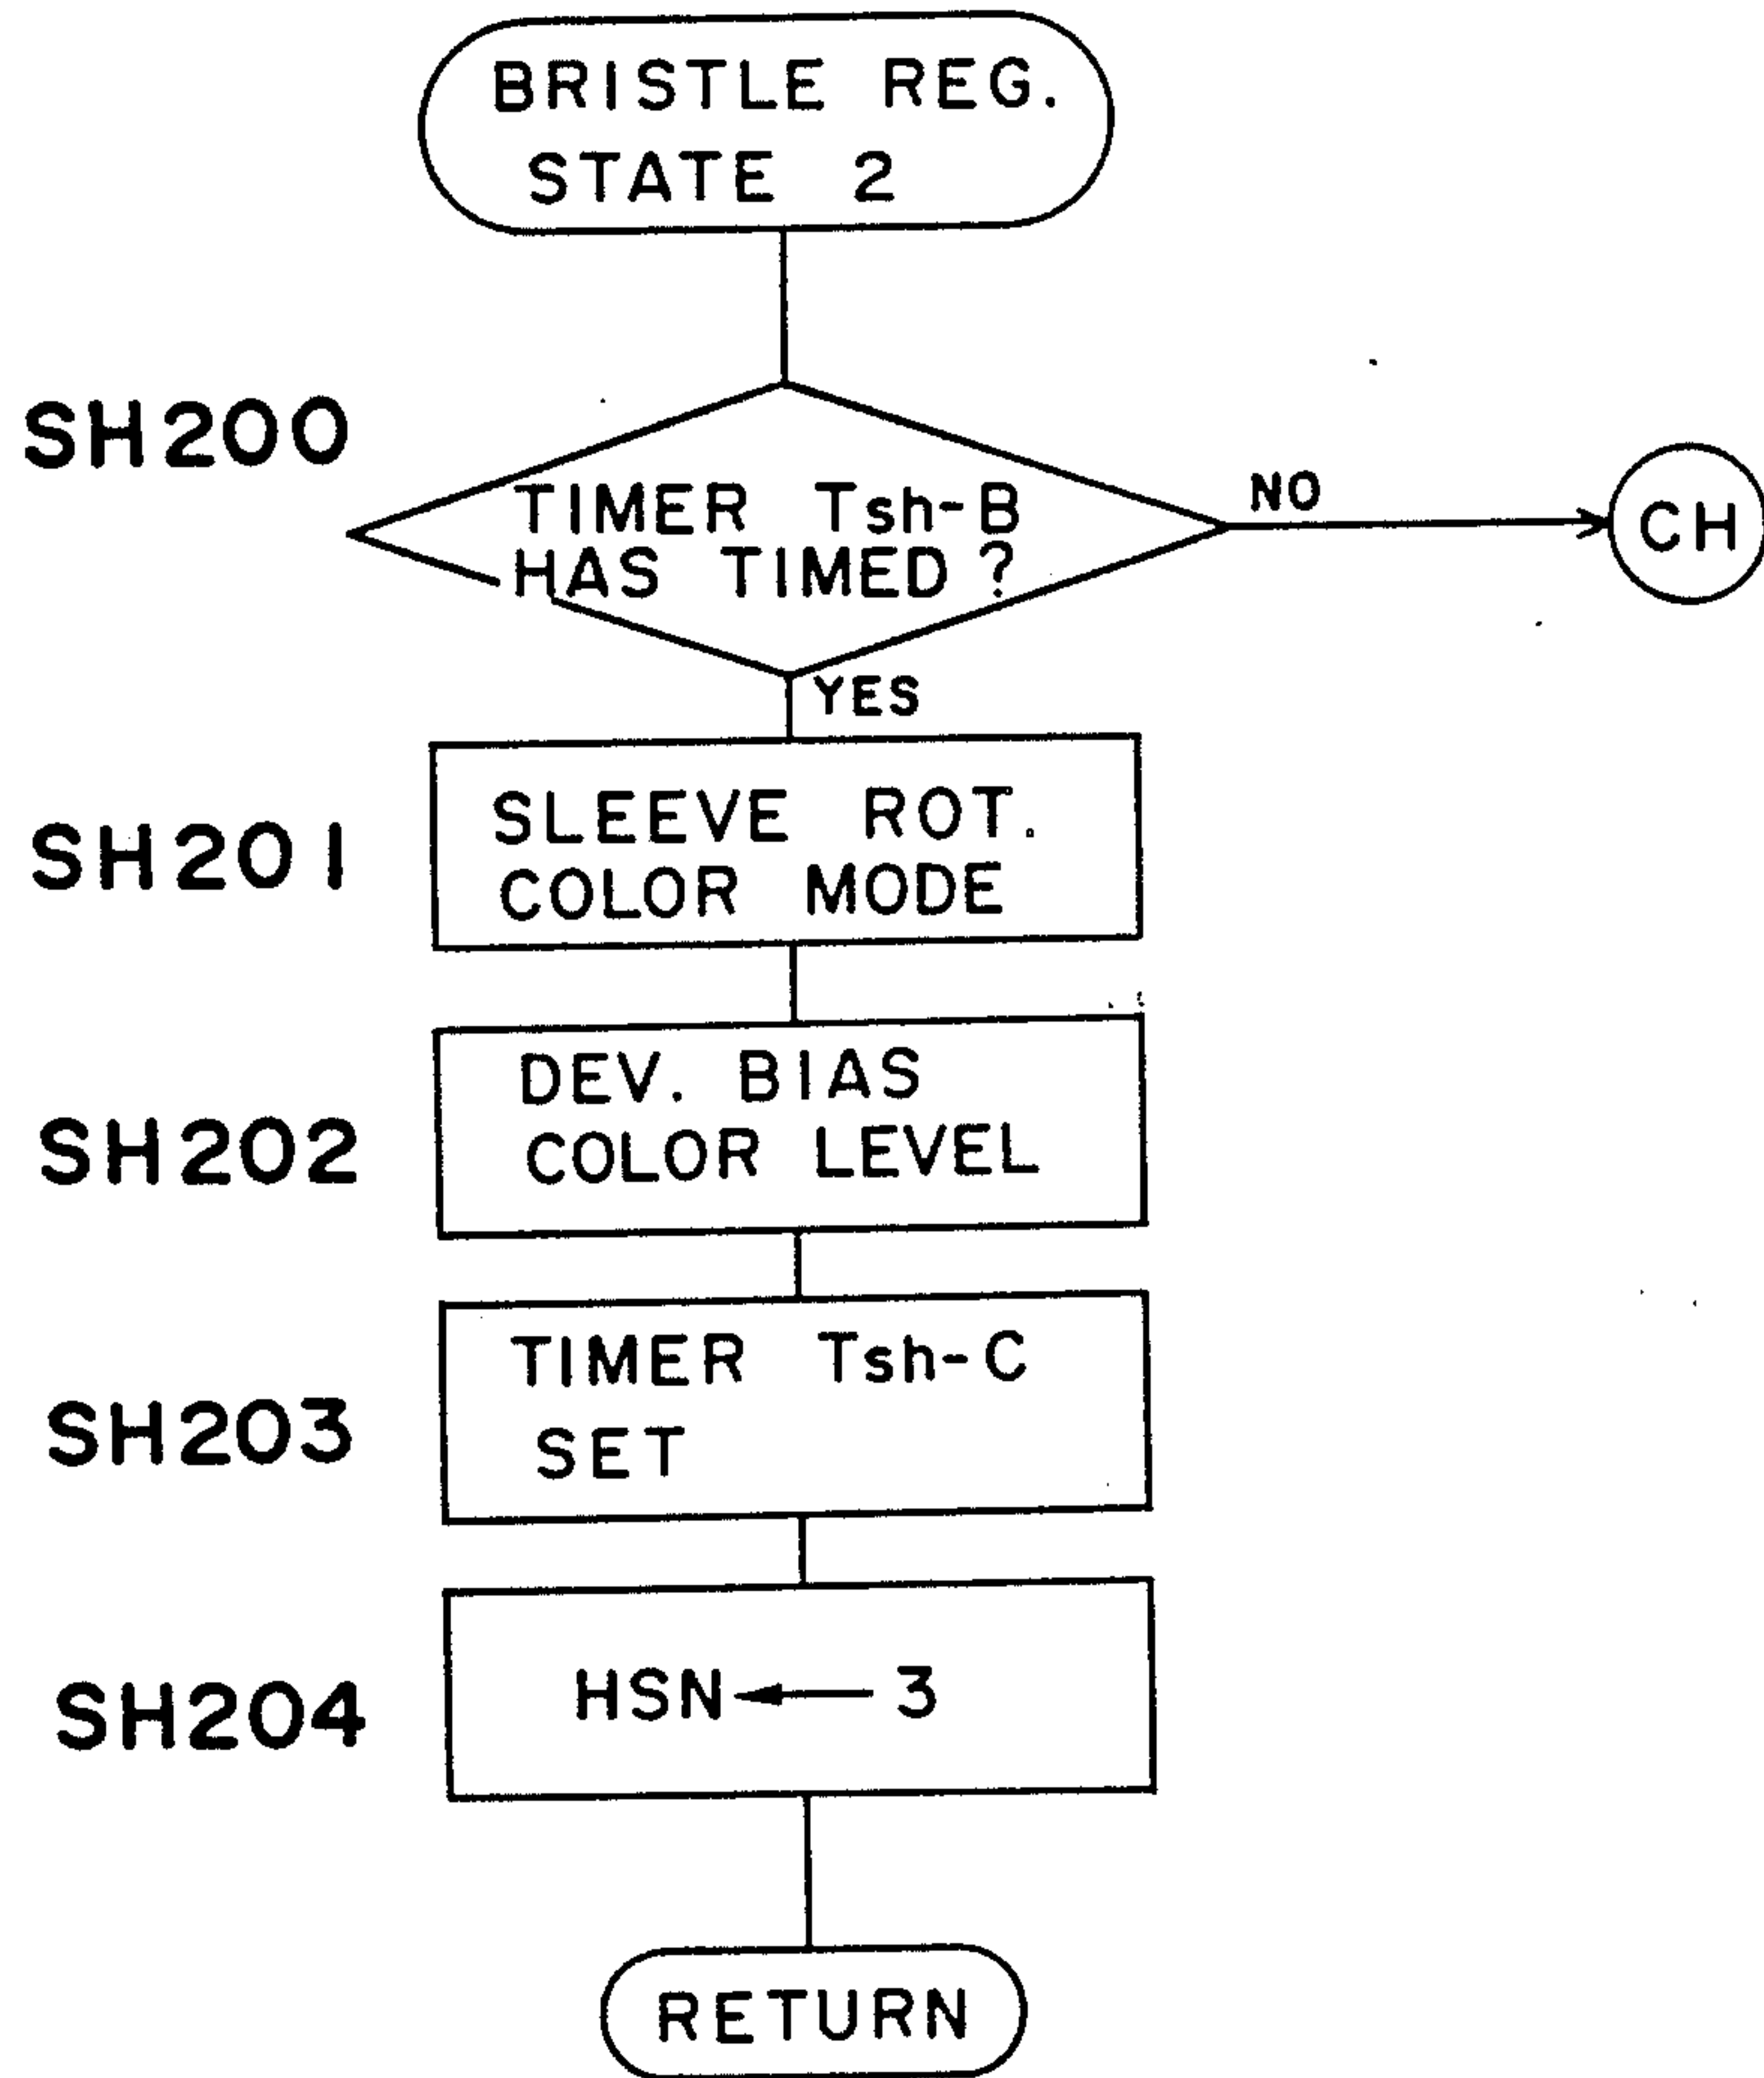 BRISTLE REG.
STATE 2
SH200
TIMER Tsh-B
HAS TIMED ?
NO
CH
YES
SH201
SLEEVE ROT.
COLOR MODE
SH202
DEV. BIAS
COLOR LEVEL
SH203
TIMER Tsh-C
SET
SH204
HSN ← 3
RETURN